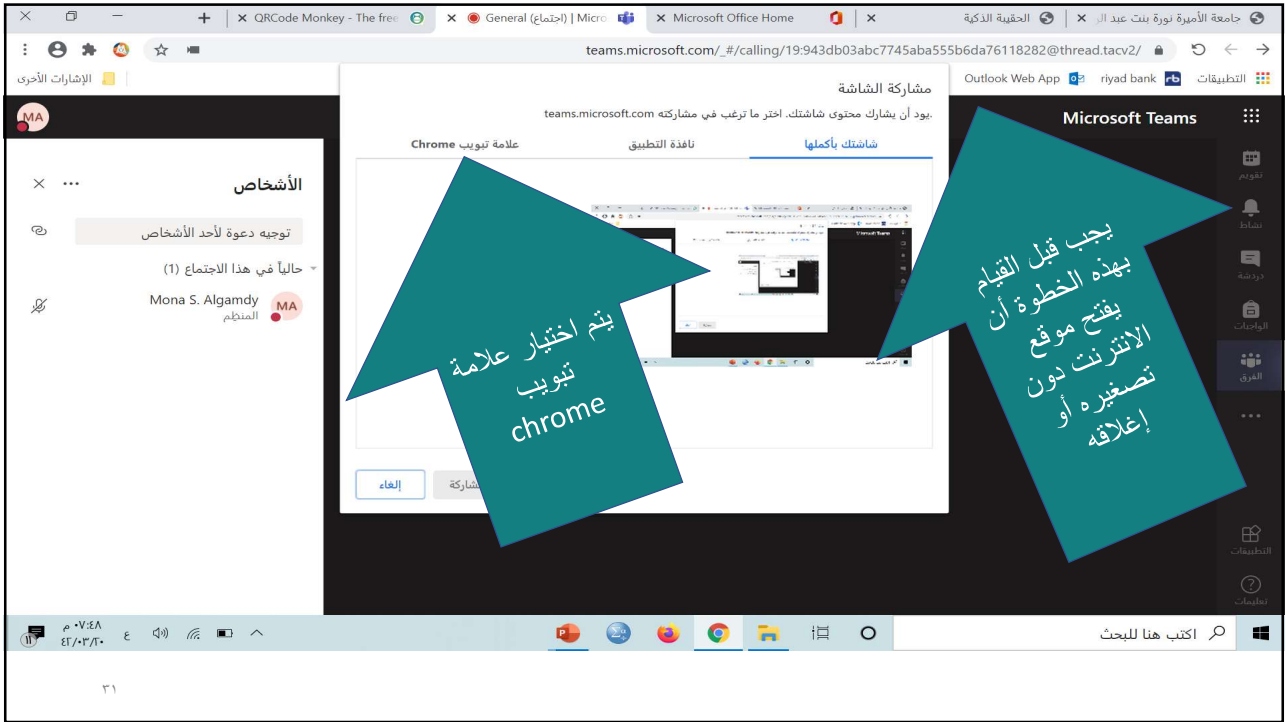 جامعة الأميرة نورة بنت عبد الر
الحقيبة الذكية
Microsoft Office Home
General (اجتماع) | Micro
QRCode Monkey - The free
teams.microsoft.com/_#/calling/19:943db03abc7745aba555b6da76118282@thread.tacv2/
التطبيقات
riyad bank
Outlook Web App
الإشارات الأخرى
Microsoft Teams
MA
تقويم
نشاط
دردشة
الواجبات
الفرق
التطبيقات
تعليمات
مشاركة الشاشة
يود أن يشارك محتوى شاشتك. اختر ما ترغب في مشاركته teams.microsoft.com.
شاشتك بأكملها
نافذة التطبيق
علامة تبويب Chrome
مشاركة
إلغاء
يجب قبل القيام
بهذه الخطوة أن
يفتح موقع
الانترنت دون
تصغيره أو
إغلاقه
يتم اختيار علامة
تبويب
chrome
الأشخاص
توجيه دعوة لأحد الأشخاص
حالياً في هذا الاجتماع (1)
MA
Mona S. Algamdy
المنظِم
اكتب هنا للبحث
ع
٠٧:٤٨ م
٤٢/٠٣/٢٠
٣١